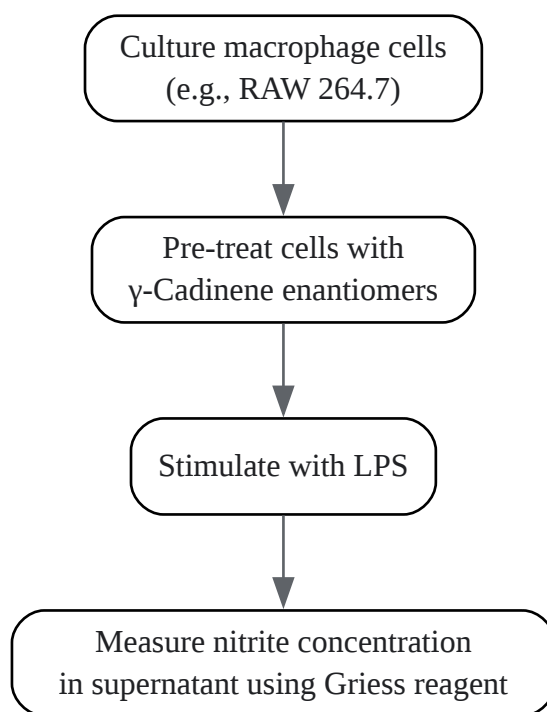 Culture macrophage cells
(e.g., RAW 264.7)
Pre-treat cells with
γ-Cadinene enantiomers
Stimulate with LPS
Measure nitrite concentration
in supernatant using Griess reagent